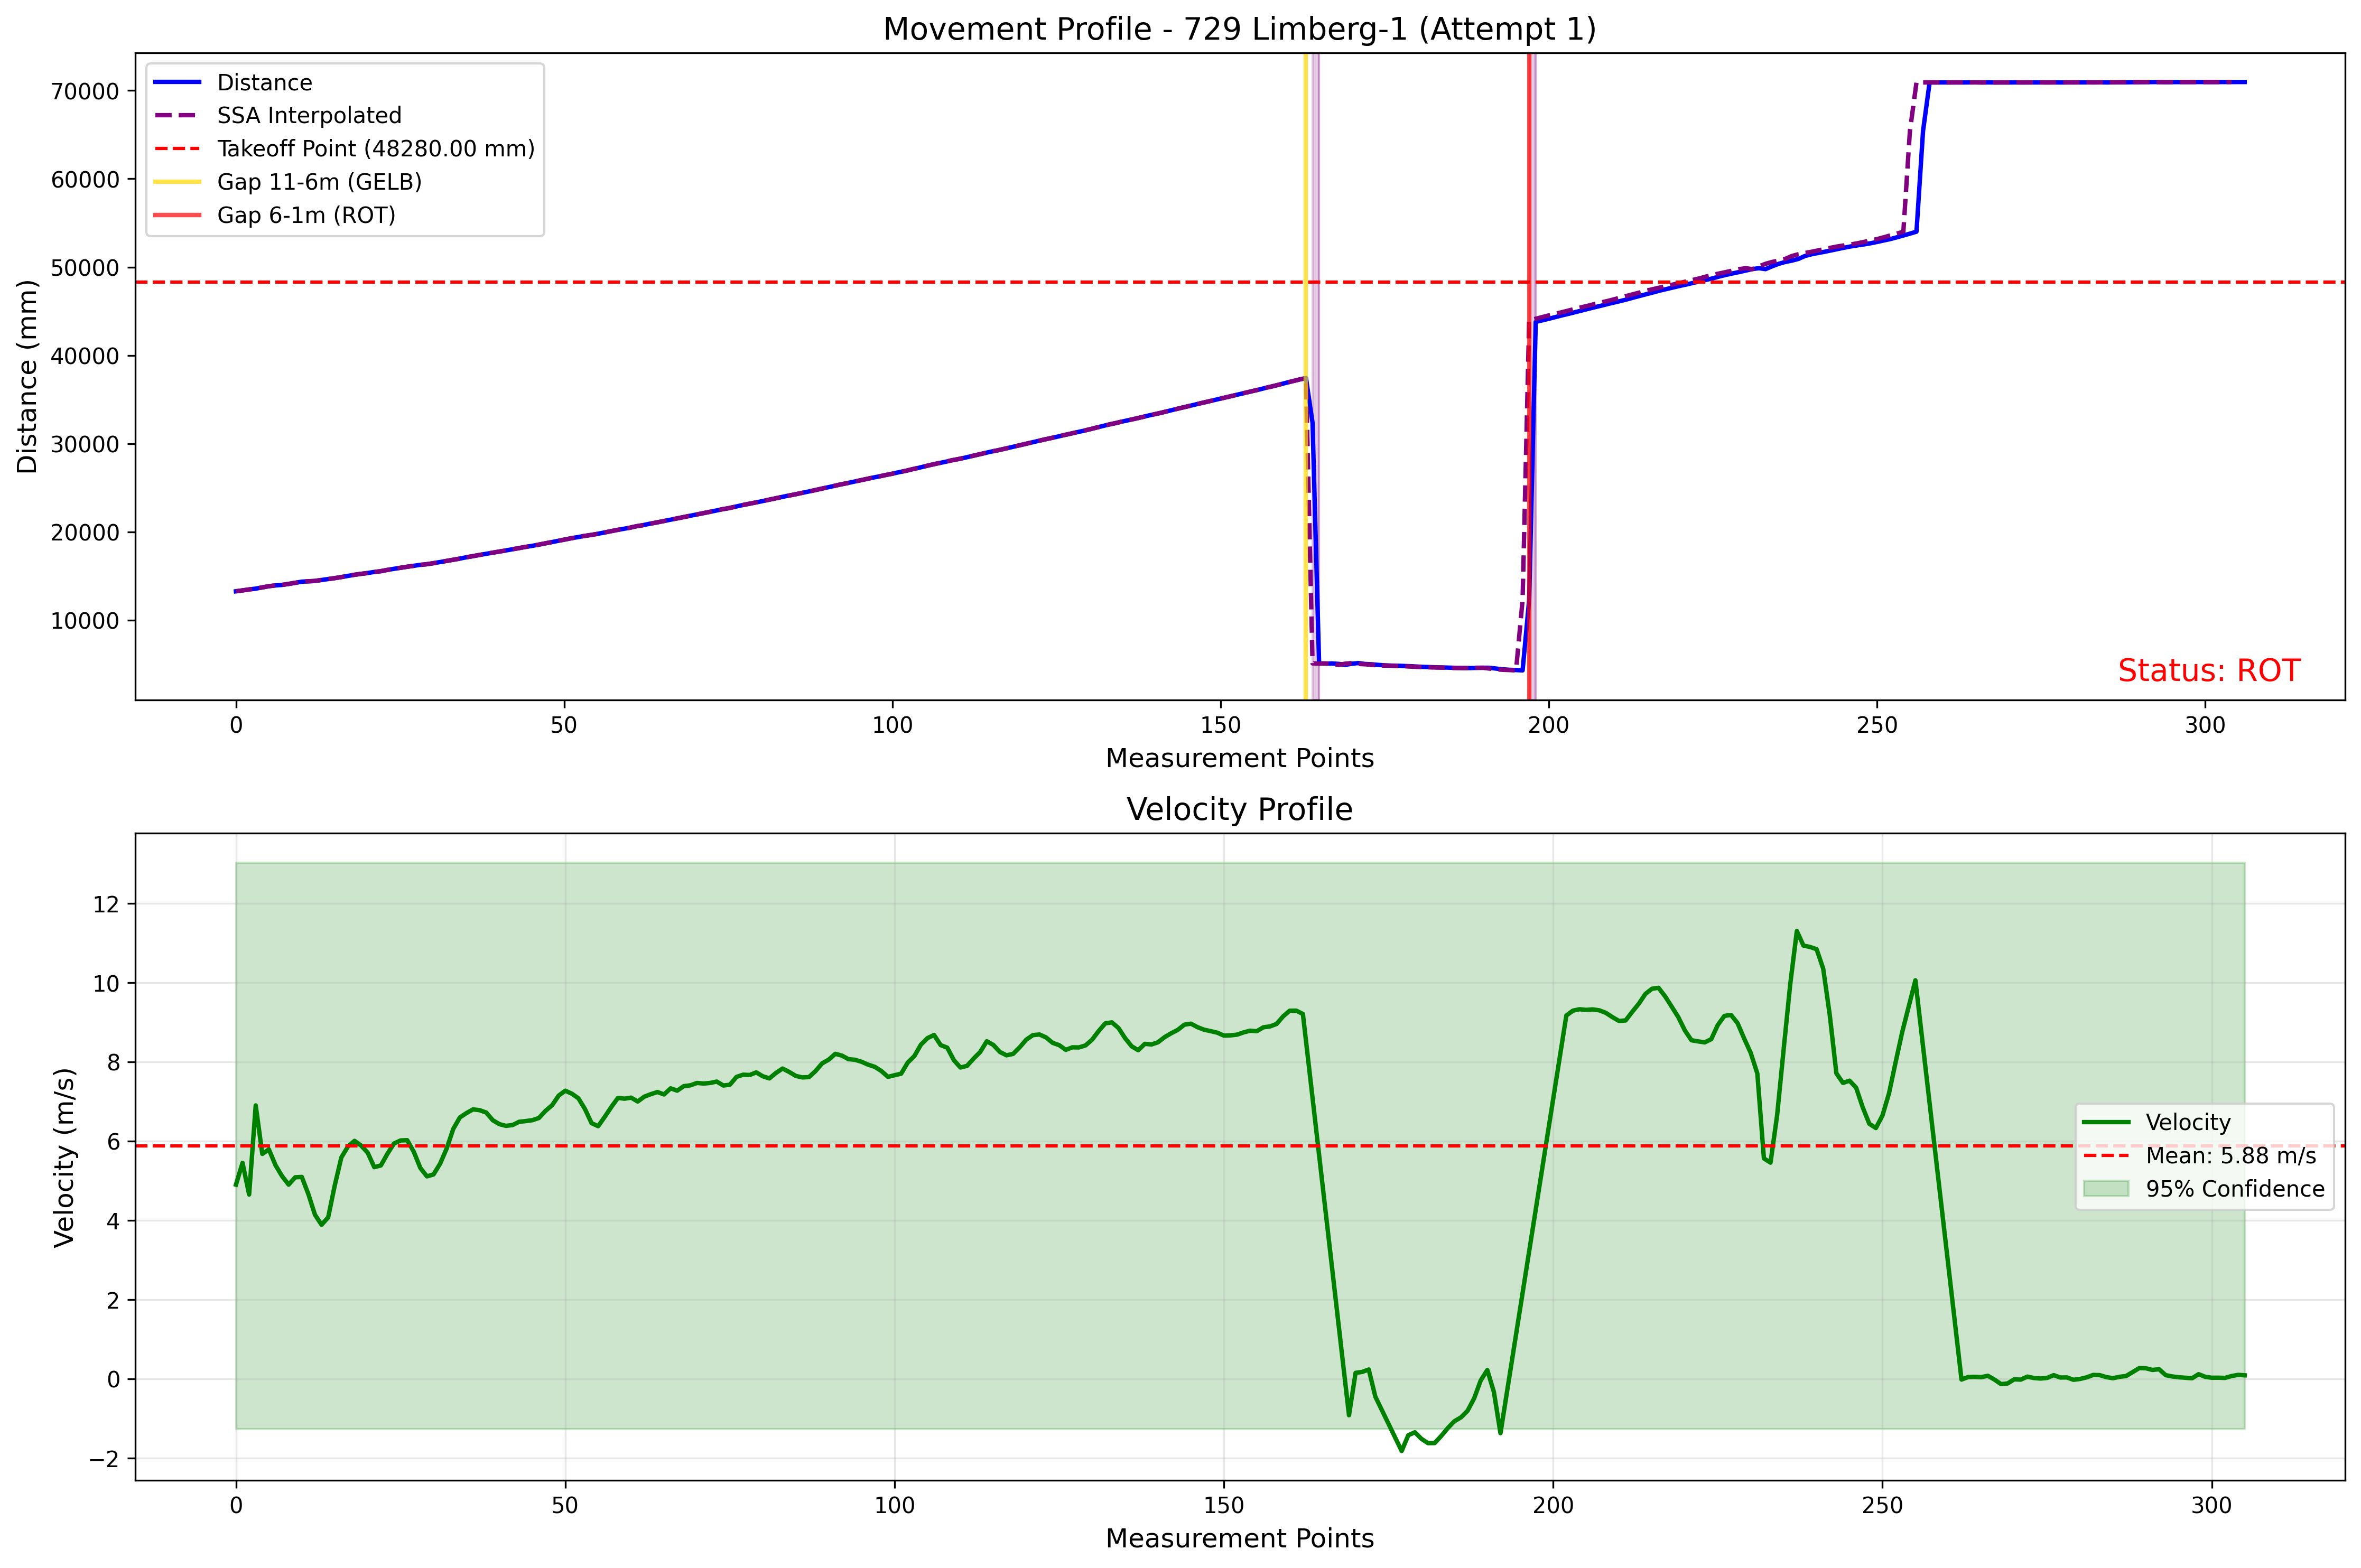 Movement Profile - 729 Limberg-1 (Attempt 1)
Distance (mm)
70000
60000
50000
40000
30000
20000
10000
Distance
SSA Interpolated
Takeoff Point (48280.00 mm)
Gap 11-6m (GELB)
Gap 6-1m (ROT)
Status: ROT
0 50 100 150 200 250 300
Measurement Points
Velocity Profile
Velocity (m/s)
12
10
8
6
4
2
0
−2
Velocity
Mean: 5.88 m/s
95% Confidence
0 50 100 150 200 250 300
Measurement Points